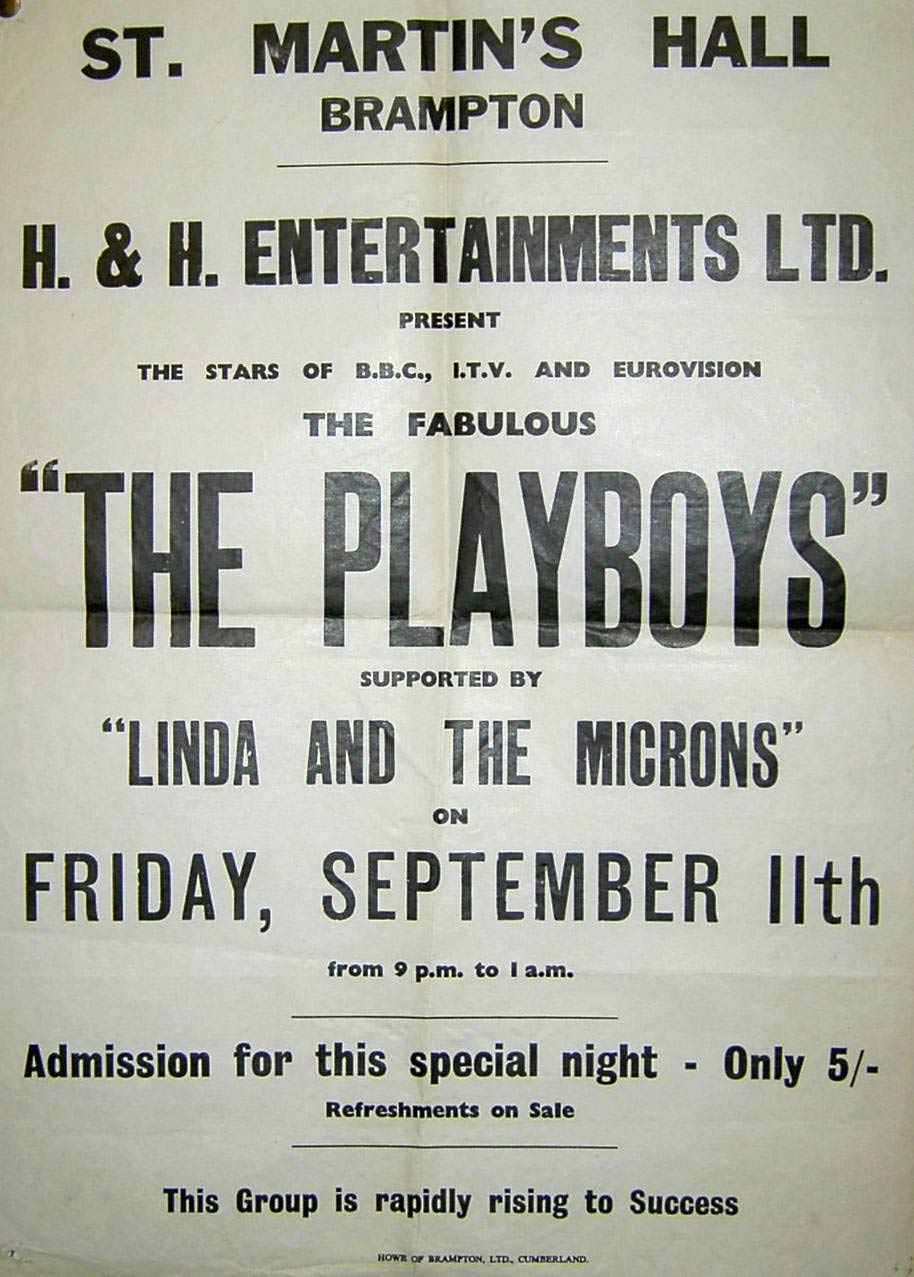 ST. MARTIN'S HALL
BRAMPTON
H. & H. ENTERTAINMENTS LTD.
PRESENT
THE STARS OF B.B.C., I.T.V. AND EUROVISION
THE FABULOUS
“THE PLAYBOYS”
SUPPORTED BY
“LINDA AND THE MICRONS”
ON
FRIDAY, SEPTEMBER 11th
from 9 p.m. to 1 a.m.
Admission for this special night - Only 5/-
Refreshments on Sale
This Group is rapidly rising to Success
HOWE OF BRAMPTON, LTD., CUMBERLAND.